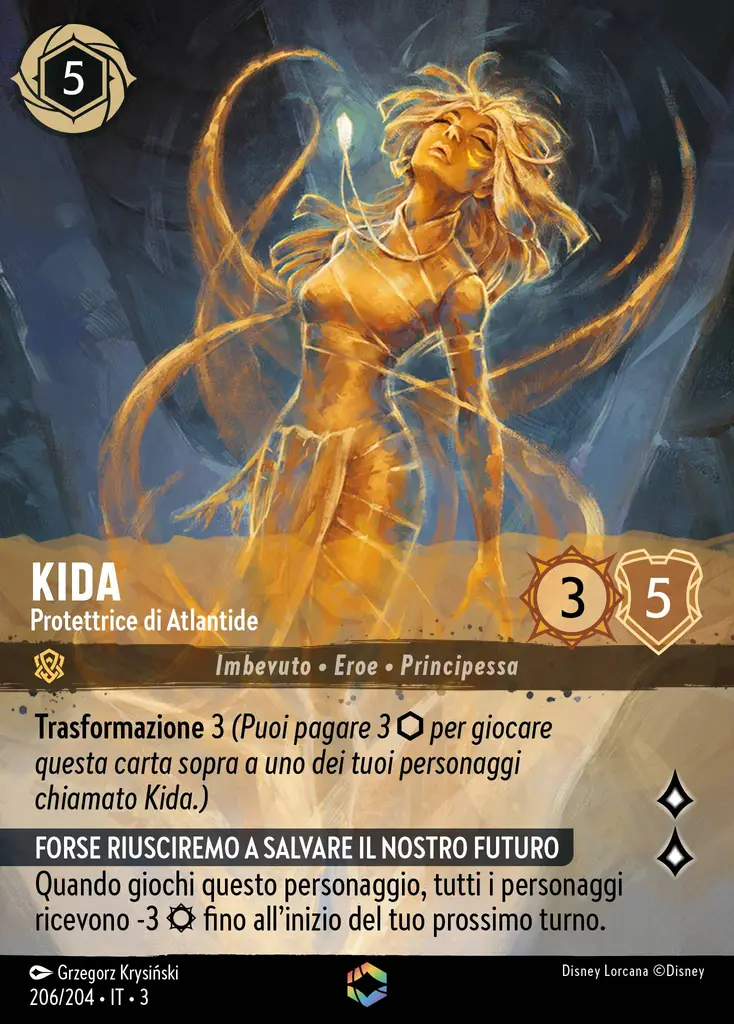 5
KIDA
Protettrice di Atlantide
3
5
Imbevuto • Eroe • Principessa
Trasformazione 3 (Puoi pagare 3 per giocare
questa carta sopra a uno dei tuoi personaggi
chiamato Kida.)
FORSE RIUSCIREMO A SALVARE IL NOSTRO FUTURO
Quando giochi questo personaggio, tutti i personaggi
ricevono -3 fino all'inizio del tuo prossimo turno.
Grzegorz Krysiński
Disney Lorcana ©Disney
206/204 • IT • 3